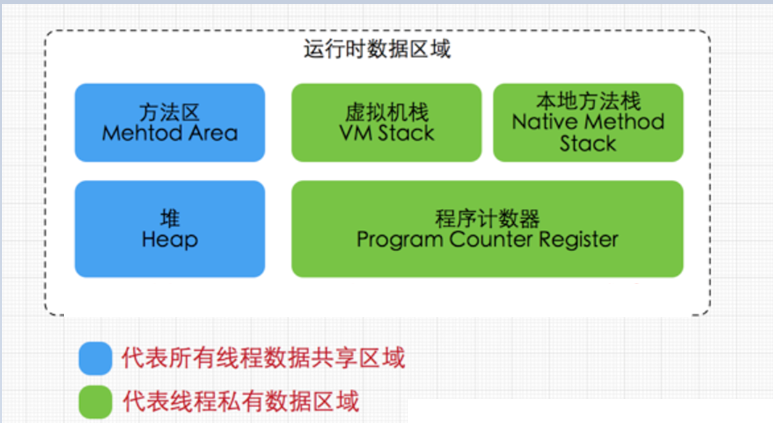 运行时数据区域
方法区
Mehtod Area
虚拟机栈
VM Stack
本地方法栈
Native Method
Stack
堆
Heap
程序计数器
Program Counter Register
代表所有线程数据共享区域
代表线程私有数据区域